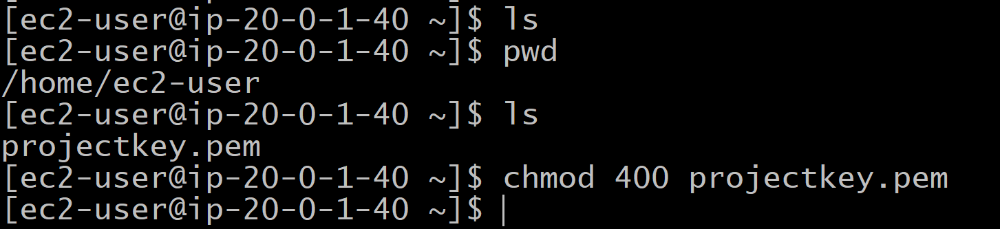 [ec2-user@ip-20-0-1-40 ~]$ ls
[ec2-user@ip-20-0-1-40 ~]$ pwd
/home/ec2-user
[ec2-user@ip-20-0-1-40 ~]$ ls
projectkey.pem
[ec2-user@ip-20-0-1-40 ~]$ chmod 400 projectkey.pem
[ec2-user@ip-20-0-1-40 ~]$